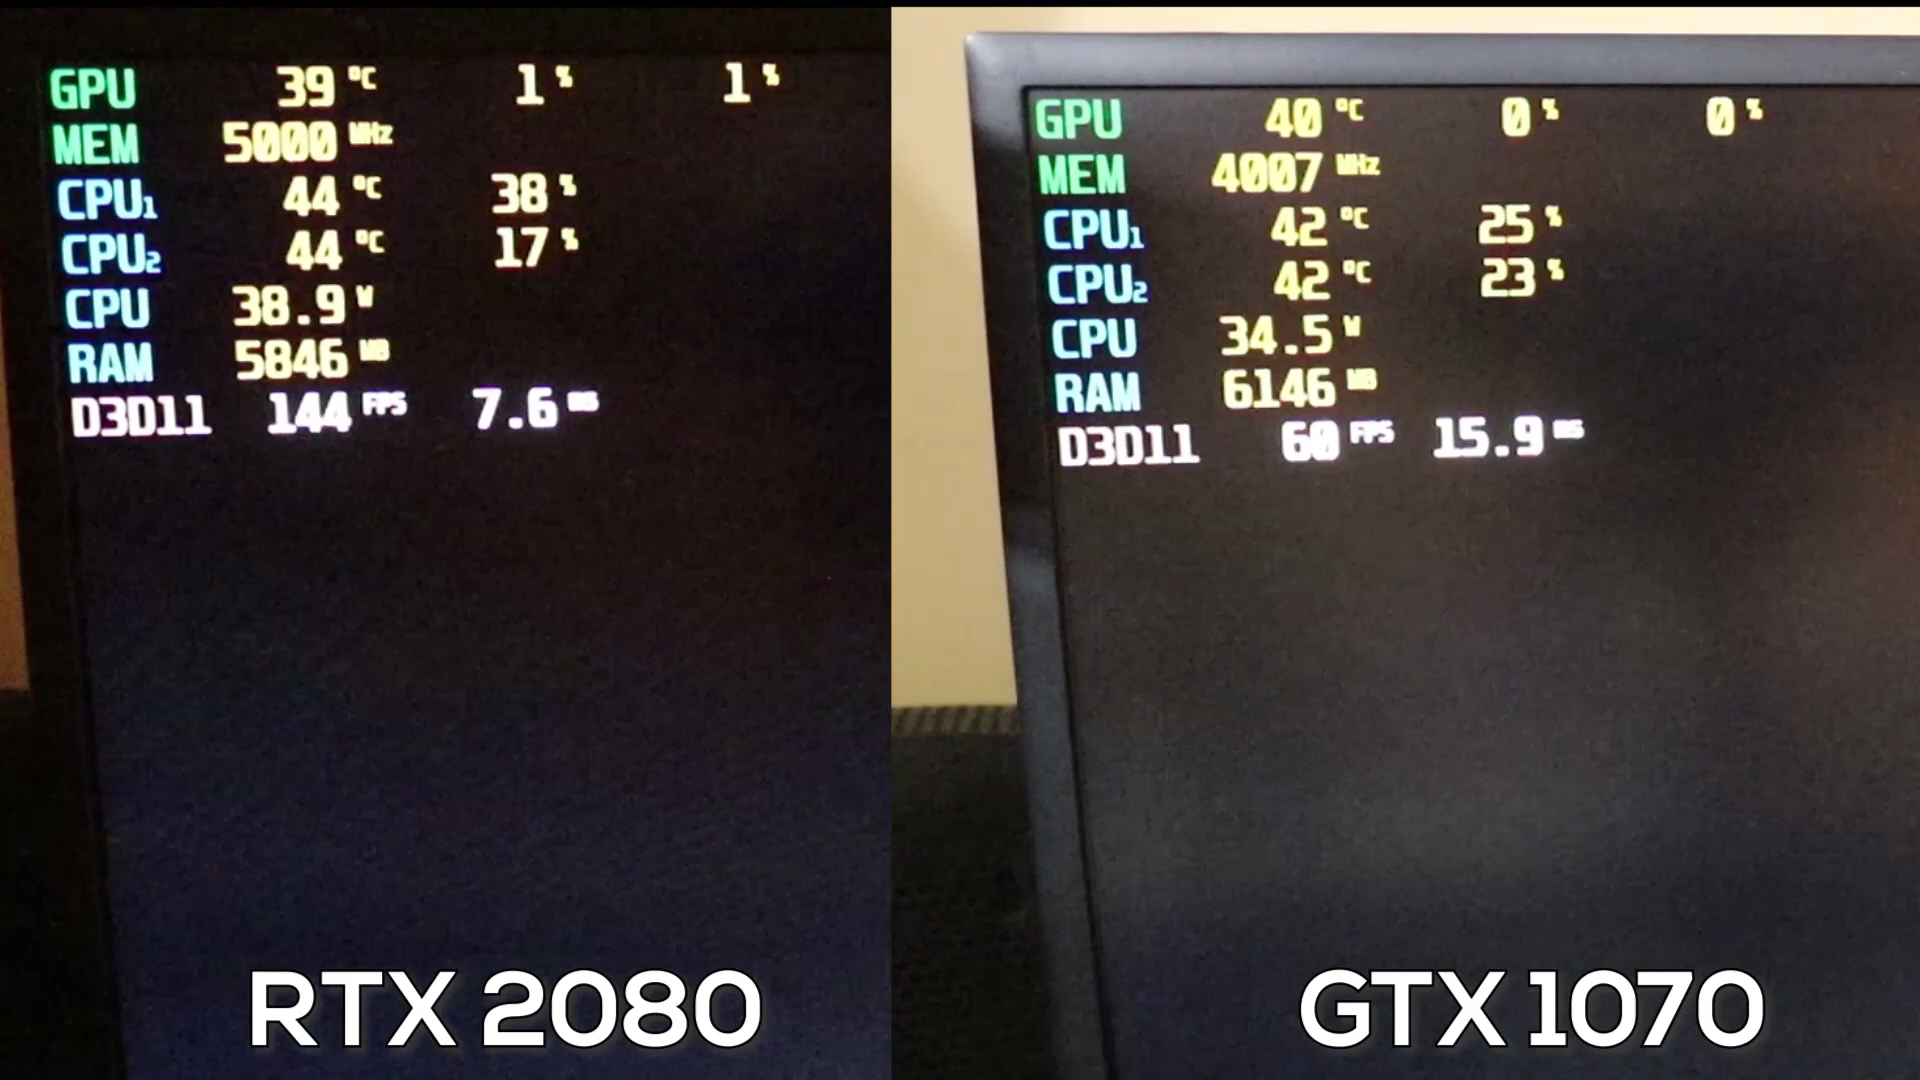 GPU 39 °C 1 % 1 %
MEM 5000 MHz
CPU1 44 °C 38 %
CPU2 44 °C 17 %
CPU 38.9 W
RAM 5846 MB
D3D11 144 FPS 7.6 ms
RTX 2080
GPU 40 °C 0 % 0 %
MEM 4007 MHz
CPU1 42 °C 25 %
CPU2 42 °C 23 %
CPU 34.5 W
RAM 6146 MB
D3D11 60 FPS 15.9 ms
GTX 1070